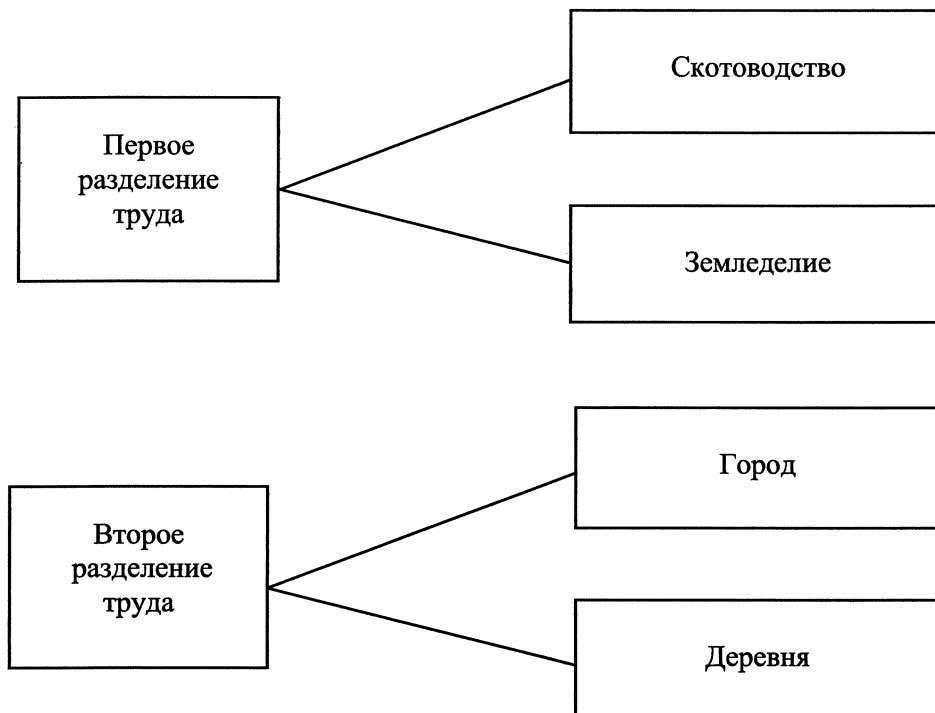 Первое
разделение
труда
Скотоводство
Земледелие
Второе
разделение
труда
Город
Деревня